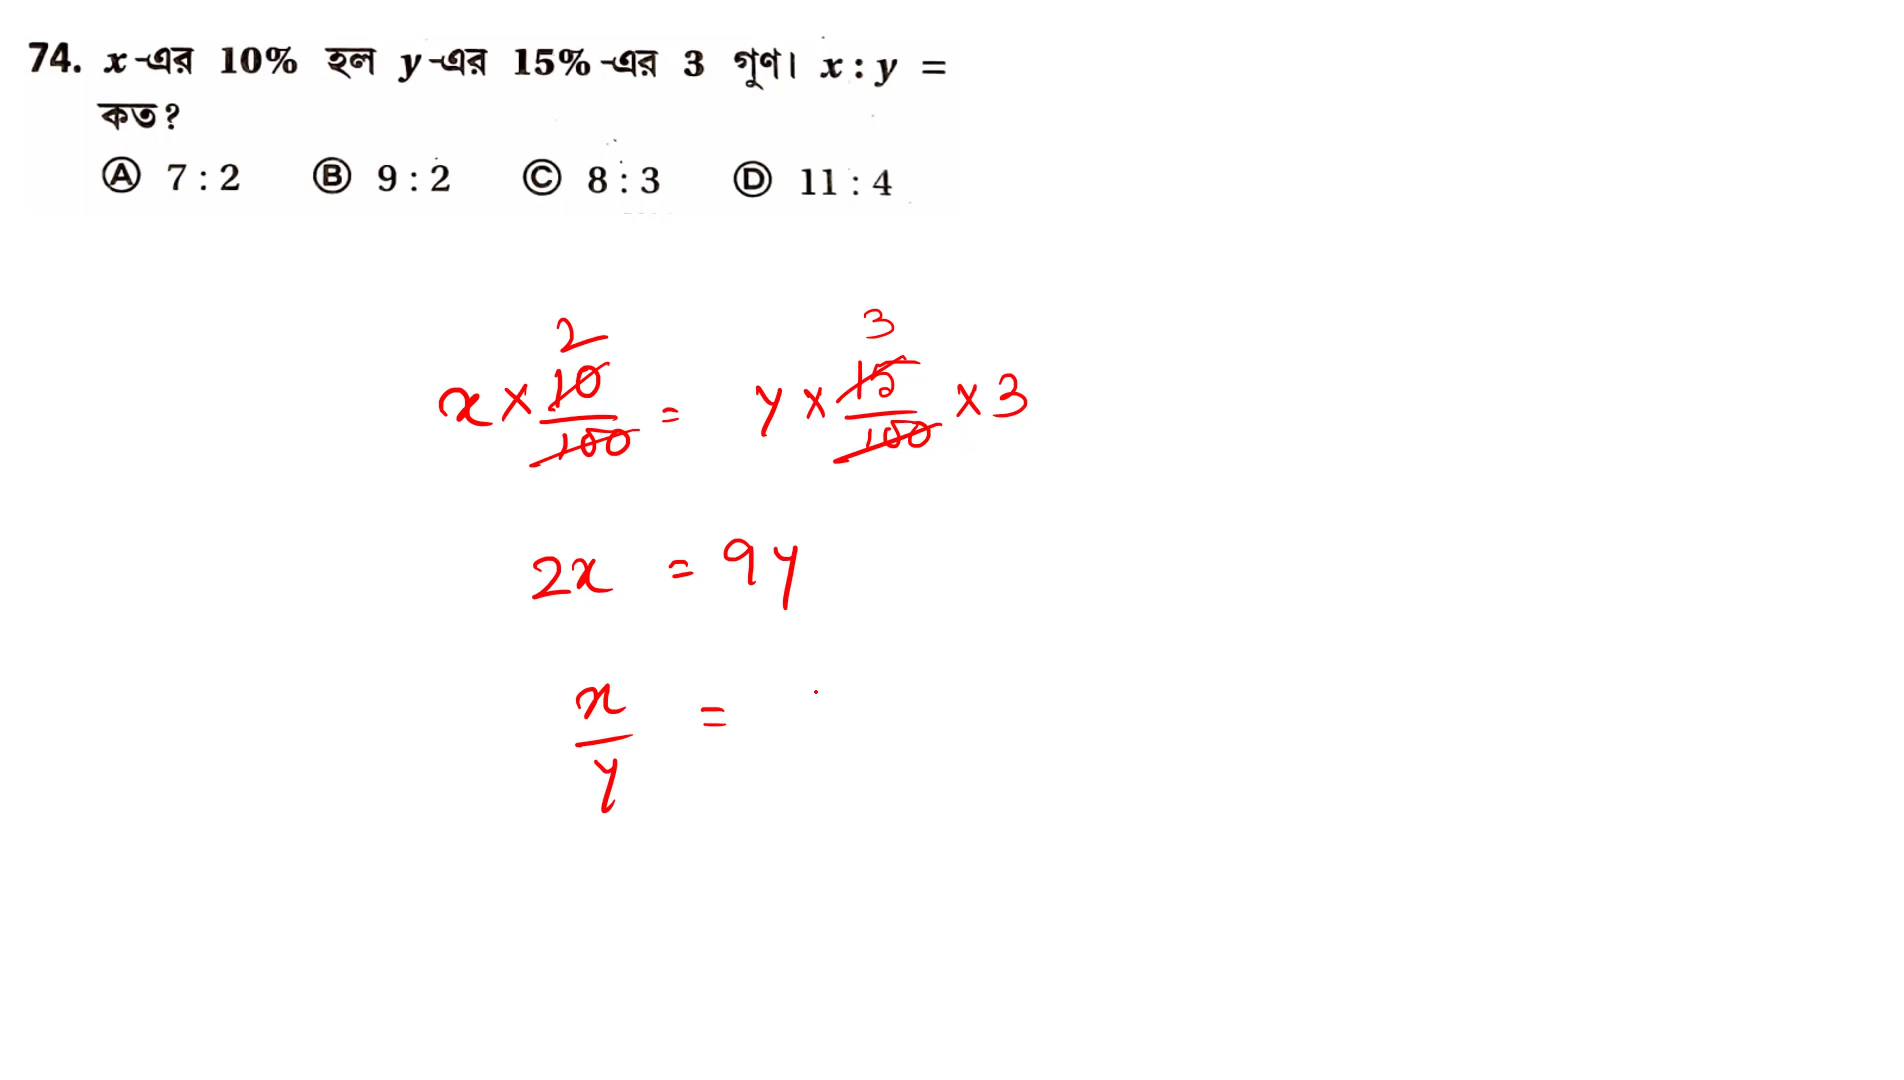 74. x-এর 10% হল y-এর 15%-এর 3 গুণ। x : y =
কত?
Ⓐ 7 : 2 Ⓑ 9 : 2 Ⓒ 8 : 3 Ⓓ 11 : 4
2 3
x × 10/100 = y × 15/100 × 3
2x = 9y
x/y =